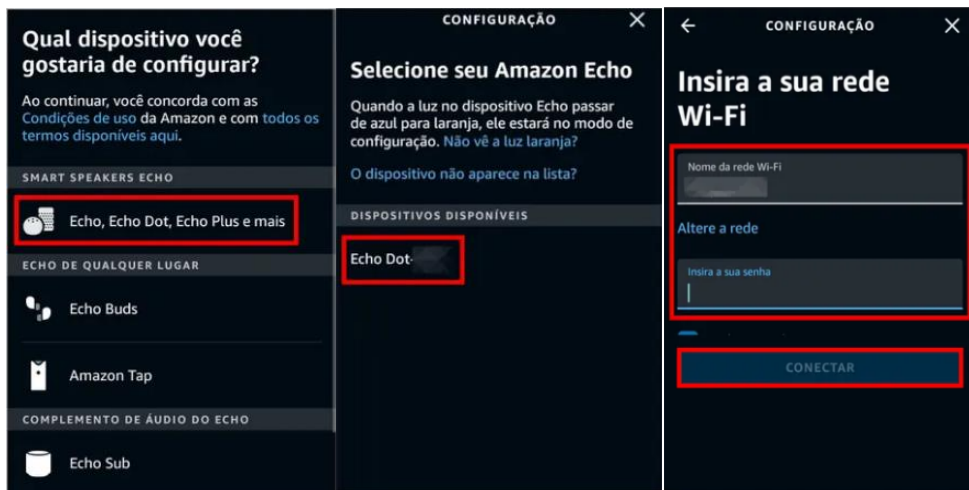 Qual dispositivo você
gostaria de configurar?
Ao continuar, você concorda com as
Condições de uso da Amazon e com todos os
termos disponíveis aqui.
SMART SPEAKERS ECHO
Echo, Echo Dot, Echo Plus e mais
ECHO DE QUALQUER LUGAR
Echo Buds
Amazon Tap
COMPLEMENTO DE ÁUDIO DO ECHO
Echo Sub
CONFIGURAÇÃO
Selecione seu Amazon Echo
Quando a luz no dispositivo Echo passar
de azul para laranja, ele estará no modo de
configuração. Não vê a luz laranja?
O dispositivo não aparece na lista?
DISPOSITIVOS DISPONÍVEIS
Echo Dot-
CONFIGURAÇÃO
Insira a sua rede
Wi-Fi
Nome da rede Wi-Fi
Altere a rede
Insira a sua senha
CONECTAR